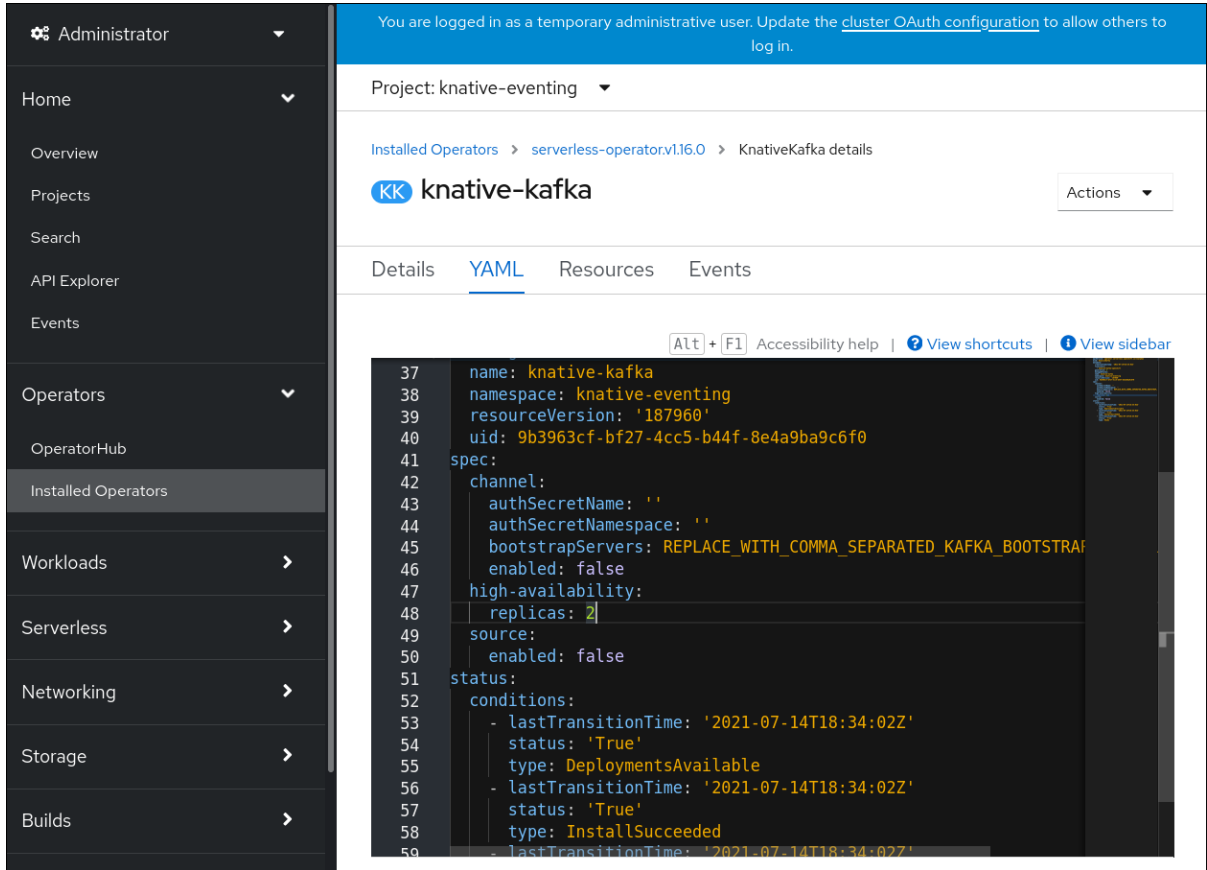 Administrator
Home
Overview
Projects
Search
API Explorer
Events
Operators
OperatorHub
Installed Operators
Workloads
Serverless
Networking
Storage
Builds
You are logged in as a temporary administrative user. Update the cluster OAuth configuration to allow others to
log in.
Project: knative-eventing
Installed Operators > serverless-operator.v1.16.0 > KnativeKafka details
KK knative-kafka
Actions
Details YAML Resources Events
Alt + F1 Accessibility help | View shortcuts | View sidebar
37 name: knative-kafka
38 namespace: knative-eventing
39 resourceVersion: '187960'
40 uid: 9b3963cf-bf27-4cc5-b44f-8e4a9ba9c6f0
41 spec:
42 channel:
43 authSecretName: ''
44 authSecretNamespace: ''
45 bootstrapServers: REPLACE_WITH_COMMA_SEPARATED_KAFKA_BOOTSTRAP
46 enabled: false
47 high-availability:
48 replicas: 2
49 source:
50 enabled: false
51 status:
52 conditions:
53 - lastTransitionTime: '2021-07-14T18:34:02Z'
54 status: 'True'
55 type: DeploymentsAvailable
56 - lastTransitionTime: '2021-07-14T18:34:02Z'
57 status: 'True'
58 type: InstallSucceeded
59 - lastTransitionTime: '2021-07-14T18:34:02Z'